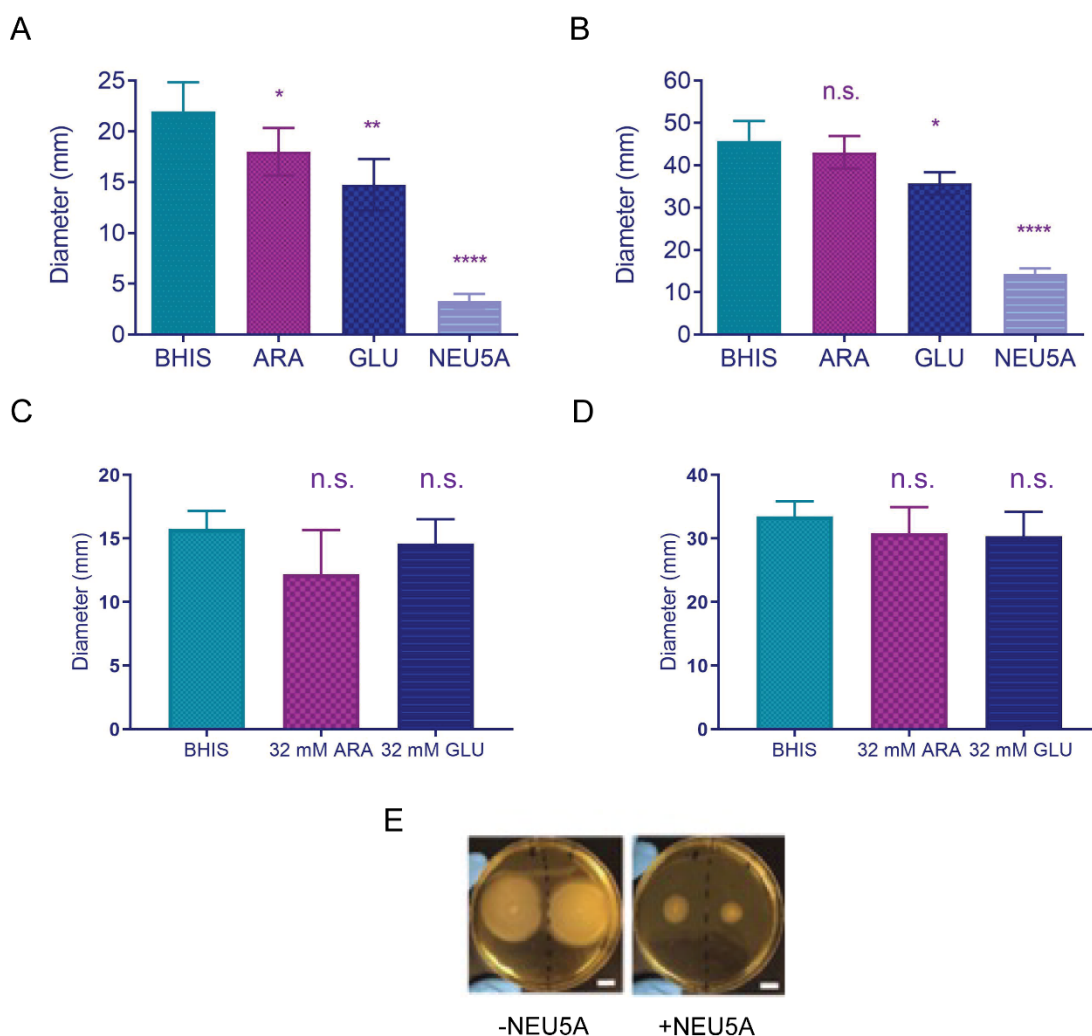 A
B
25
20
15
10
5
0
Diameter (mm)
*
**
****
BHIS ARA GLU NEU5A
60
50
40
30
20
10
0
Diameter (mm)
n.s.
*
****
BHIS ARA GLU NEU5A
C
D
20
15
10
5
0
Diameter (mm)
n.s. n.s.
BHIS 32 mM ARA 32 mM GLU
40
30
20
10
0
Diameter (mm)
n.s. n.s.
BHIS 32 mM ARA 32 mM GLU
E
-NEU5A +NEU5A